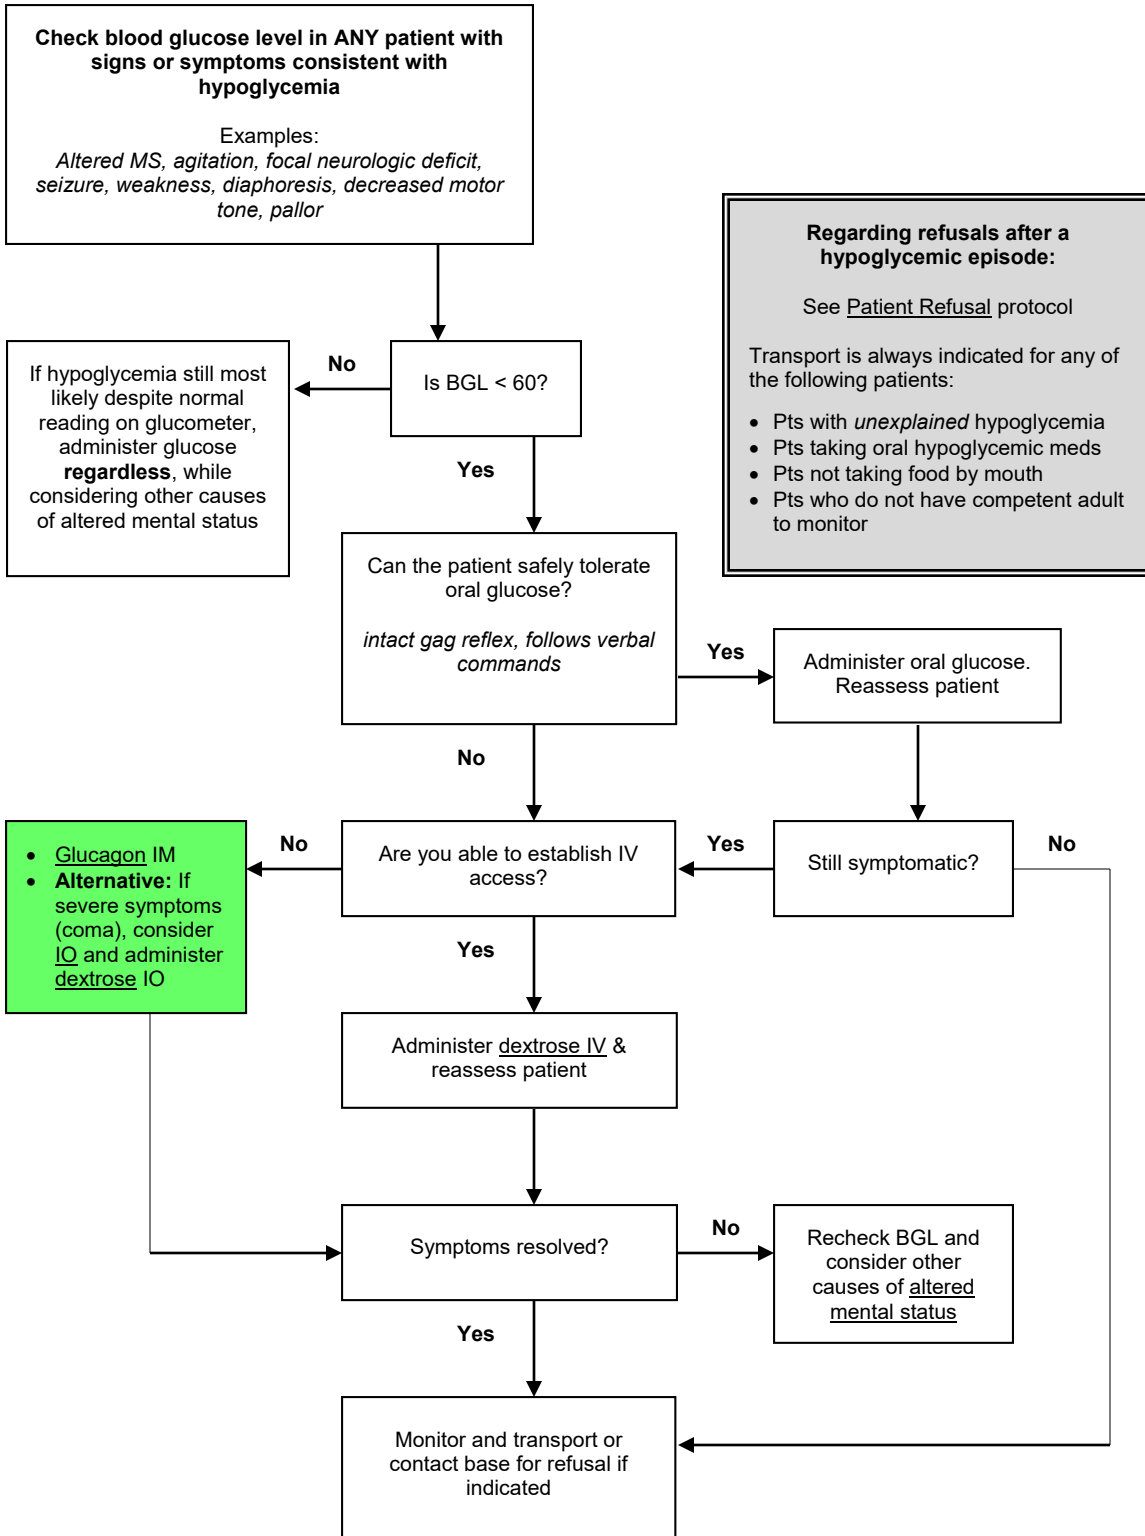 Check blood glucose level in ANY patient with
signs or symptoms consistent with
hypoglycemia
Examples:
Altered MS, agitation, focal neurologic deficit,
seizure, weakness, diaphoresis, decreased motor
tone, pallor
Regarding refusals after a
hypoglycemic episode:
See Patient Refusal protocol
Transport is always indicated for any of
the following patients:
• Pts with unexplained hypoglycemia
• Pts taking oral hypoglycemic meds
• Pts not taking food by mouth
• Pts who do not have competent adult
to monitor
Is BGL < 60?
No
If hypoglycemia still most
likely despite normal
reading on glucometer,
administer glucose
regardless, while
considering other causes
of altered mental status
Yes
Can the patient safely tolerate
oral glucose?
intact gag reflex, follows verbal
commands
Yes
Administer oral glucose.
Reassess patient
No
Still symptomatic?
No
Yes
Are you able to establish IV
access?
No
• Glucagon IM
• Alternative: If
severe symptoms
(coma), consider
IO and administer
dextrose IO
Yes
Administer dextrose IV &
reassess patient
Symptoms resolved?
No
Recheck BGL and
consider other
causes of altered
mental status
Yes
Monitor and transport or
contact base for refusal if
indicated